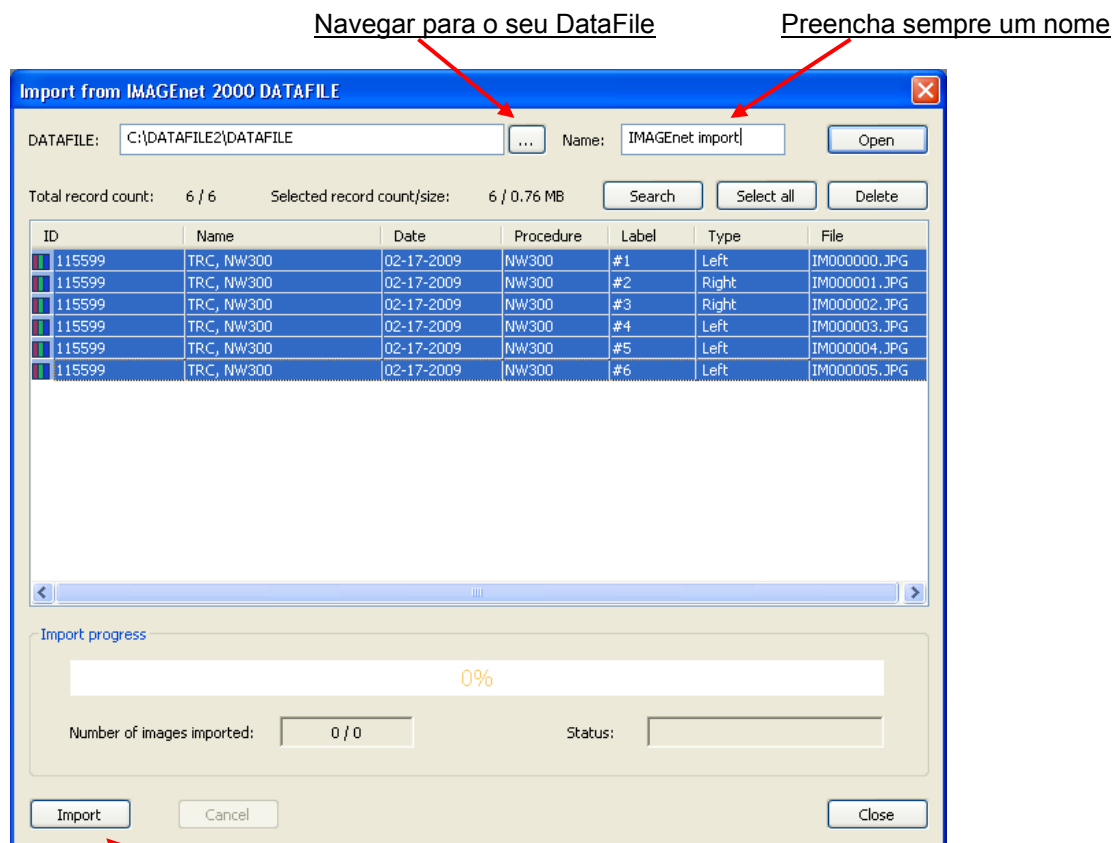 Navegar para o seu DataFile Preencha sempre um nome
Import from IMAGEnet 2000 DATAFILE
DATAFILE: C:\DATAFILE2\DATAFILE ... Name: IMAGEnet import Open
Total record count: 6 / 6 Selected record count/size: 6 / 0.76 MB Search Select all Delete
ID Name Date Procedure Label Type File
115599 TRC, NW300 02-17-2009 NW300 #1 Left IM000000.JPG
115599 TRC, NW300 02-17-2009 NW300 #2 Right IM000001.JPG
115599 TRC, NW300 02-17-2009 NW300 #3 Right IM000002.JPG
115599 TRC, NW300 02-17-2009 NW300 #4 Left IM000003.JPG
115599 TRC, NW300 02-17-2009 NW300 #5 Left IM000004.JPG
115599 TRC, NW300 02-17-2009 NW300 #6 Left IM000005.JPG
Import progress
0%
Number of images imported: 0 / 0 Status:
Import Cancel Close